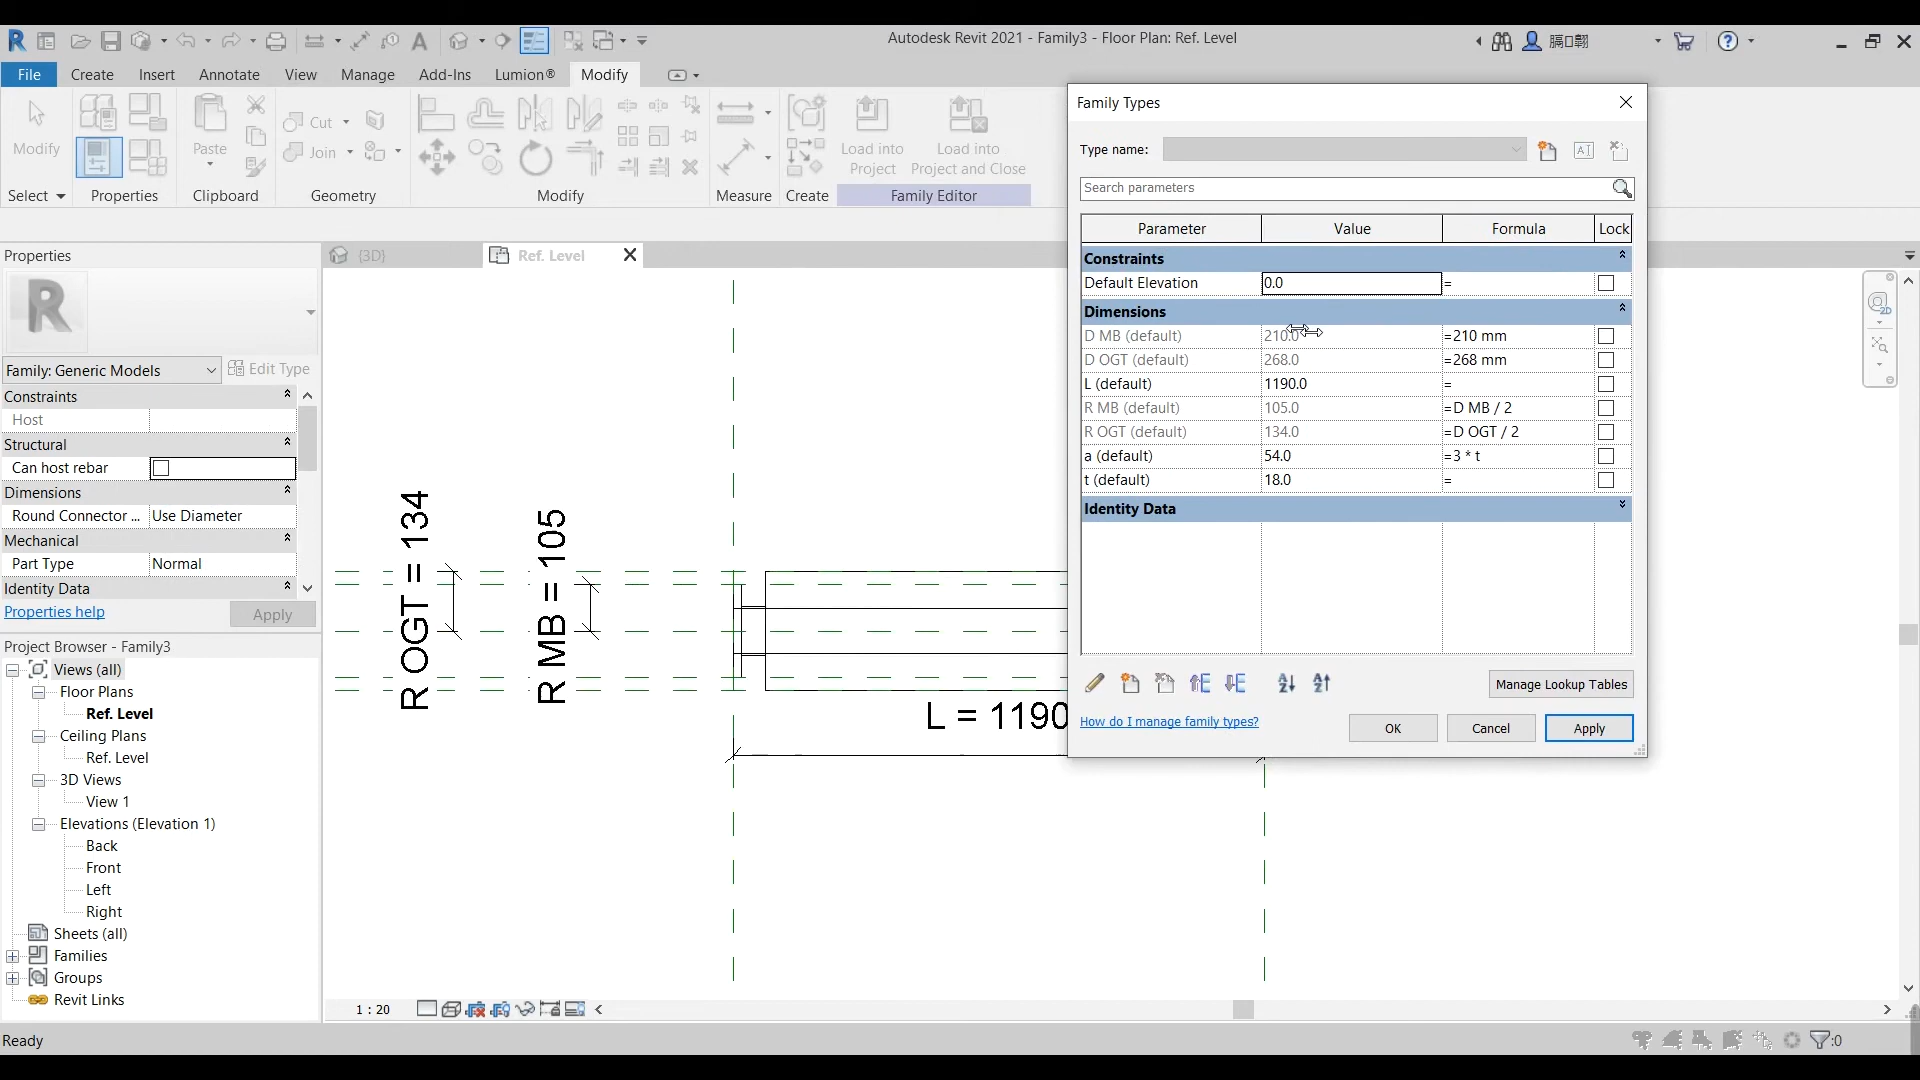 Autodesk Revit 2021 - Family3 - Floor Plan: Ref. Level
File Create Insert Annotate View Manage Add-Ins Lumion® Modify
Modify
Paste
Cut
Join
Load into Project
Load into Project and Close
Select Properties Clipboard Geometry Modify Measure Create Family Editor
Properties
Family: Generic Models
Edit Type
Constraints
Host
Structural
Can host rebar
Dimensions
Round Connector ... Use Diameter
Mechanical
Part Type Normal
Identity Data
Properties help
Apply
Project Browser - Family3
Views (all)
Floor Plans
Ref. Level
Ceiling Plans
Ref. Level
3D Views
View 1
Elevations (Elevation 1)
Back
Front
Left
Right
Sheets (all)
Families
Groups
Revit Links
{3D}
Ref. Level
R OGT = 134
R MB = 105
L = 1190
1 : 20
Family Types
Type name:
Search parameters
Parameter Value Formula Lock
Constraints
Default Elevation 0.0 =
Dimensions
D MB (default) 210.0 =210 mm
D OGT (default) 268.0 =268 mm
L (default) 1190.0 =
R MB (default) 105.0 =D MB / 2
R OGT (default) 134.0 =D OGT / 2
a (default) 54.0 =3 * t
t (default) 18.0 =
Identity Data
Manage Lookup Tables
How do I manage family types?
OK Cancel Apply
Ready
:0